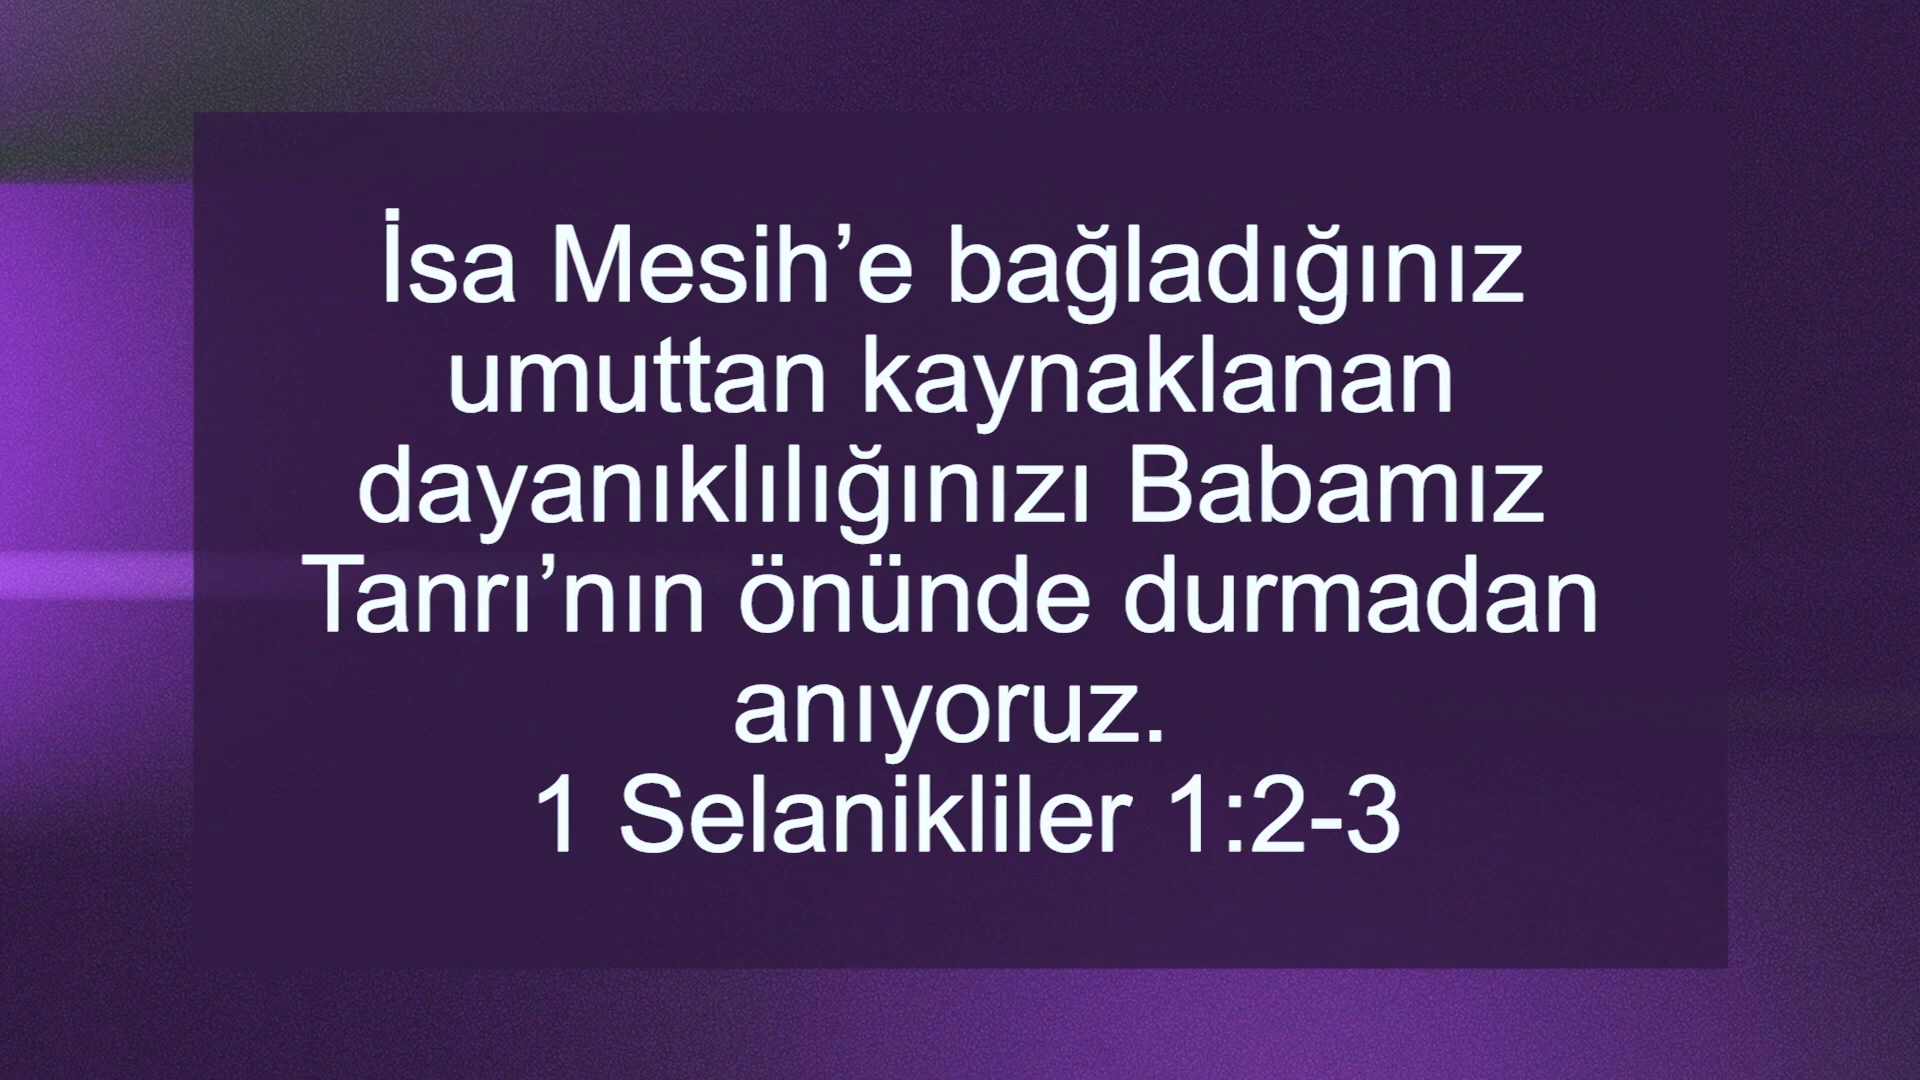 İsa Mesih’e bağladığınız
umuttan kaynaklanan
dayanıklılığınızı Babamız
Tanrı’nın önünde durmadan
anıyoruz.
1 Selanikliler 1:2-3